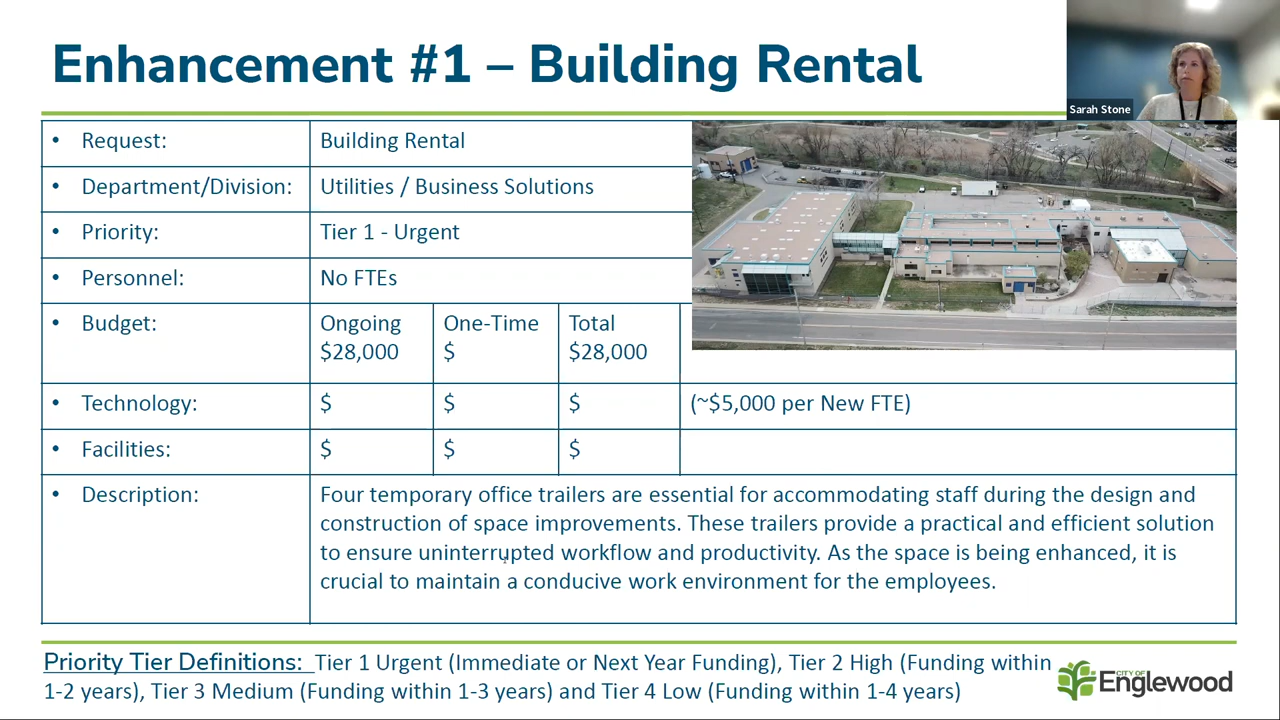 Enhancement #1 – Building Rental
Sarah Stone
• Request: Building Rental
• Department/Division: Utilities / Business Solutions
• Priority: Tier 1 - Urgent
• Personnel: No FTEs
• Budget: Ongoing One-Time Total
$28,000 $ $28,000
• Technology: $ $ $ (~$5,000 per New FTE)
• Facilities: $ $ $
• Description: Four temporary office trailers are essential for accommodating staff during the design and
construction of space improvements. These trailers provide a practical and efficient solution
to ensure uninterrupted workflow and productivity. As the space is being enhanced, it is
crucial to maintain a conducive work environment for the employees.
Priority Tier Definitions: Tier 1 Urgent (Immediate or Next Year Funding), Tier 2 High (Funding within
1-2 years), Tier 3 Medium (Funding within 1-3 years) and Tier 4 Low (Funding within 1-4 years)
CITY OF
Englewood